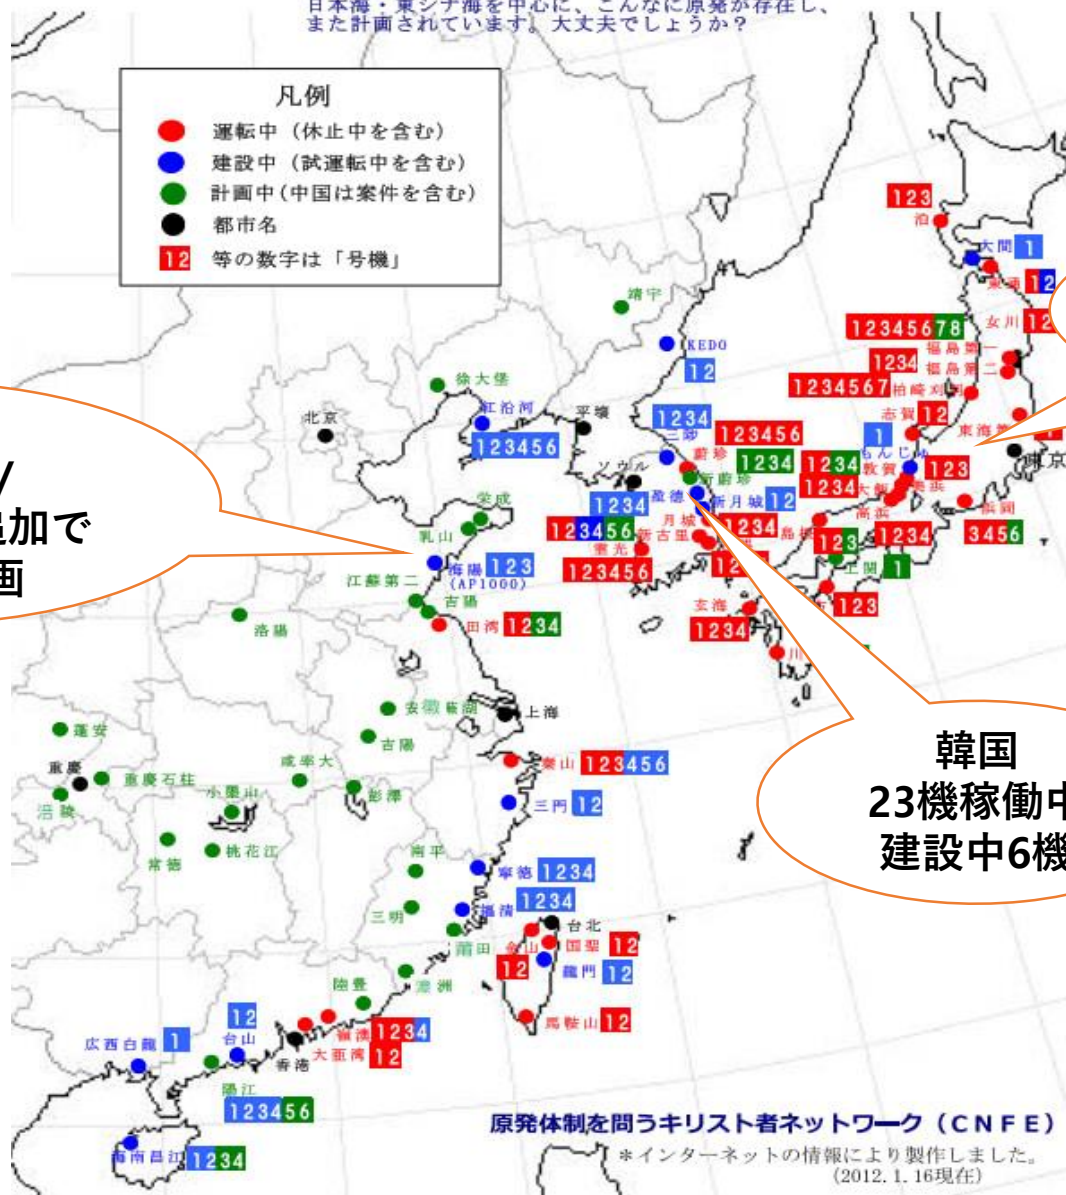 日本海・東シナ海を中心に、こんなに原発が存在し、
また計画されています。大丈夫でしょうか？
凡例
運転中（休止中を含む）
建設中（試運転中を含む）
計画中(中国は案件を含む)
都市名
12 等の数字は「号機」
123
泊
大間 1
12
靖宇
女川
12345678
福島第一
KEDO
12
1234
福島第二
1234567
柏崎刈羽
徐大堡
紅沿河
123456
北京
平壌
1234
志賀 12
123456
蔚珍
1
もんじゅ
東京
追加で
画
ソウル
新蔚珍
1234
1234
敦賀
美浜
123
大飯
1234
高浜
浜岡
3456
盈徳
1234
新月城 12
栄成
乳山
月城
1234
123456
新古里
島根
123
1234
海陽 123
(AP1000)
霊光
123456
上関 1
江蘇第二
古陽
田湾 1234
洛陽
玄海
1234
123
川
安徽蕪湖
上海
吉陽
韓国
23機稼働中
建設中6機
蓬安
重慶
重慶石柱
涪陵
咸寧大
小墨山
彭澤
秦山 123456
三門 12
常徳
桃花江
南平
寧徳 1234
1234
福清
三明
莆田
台北
金山
国聖 12
12
龍門 12
漳洲
陸豊
馬鞍山 12
嶺澳 1234
大亜湾 12
香港
12
台山
広西白龍 1
陽江
123456
海南昌江 1234
原発体制を問うキリスト者ネットワーク（ＣＮＦＥ）
＊インターネットの情報により製作しました。
(2012.1.16現在)